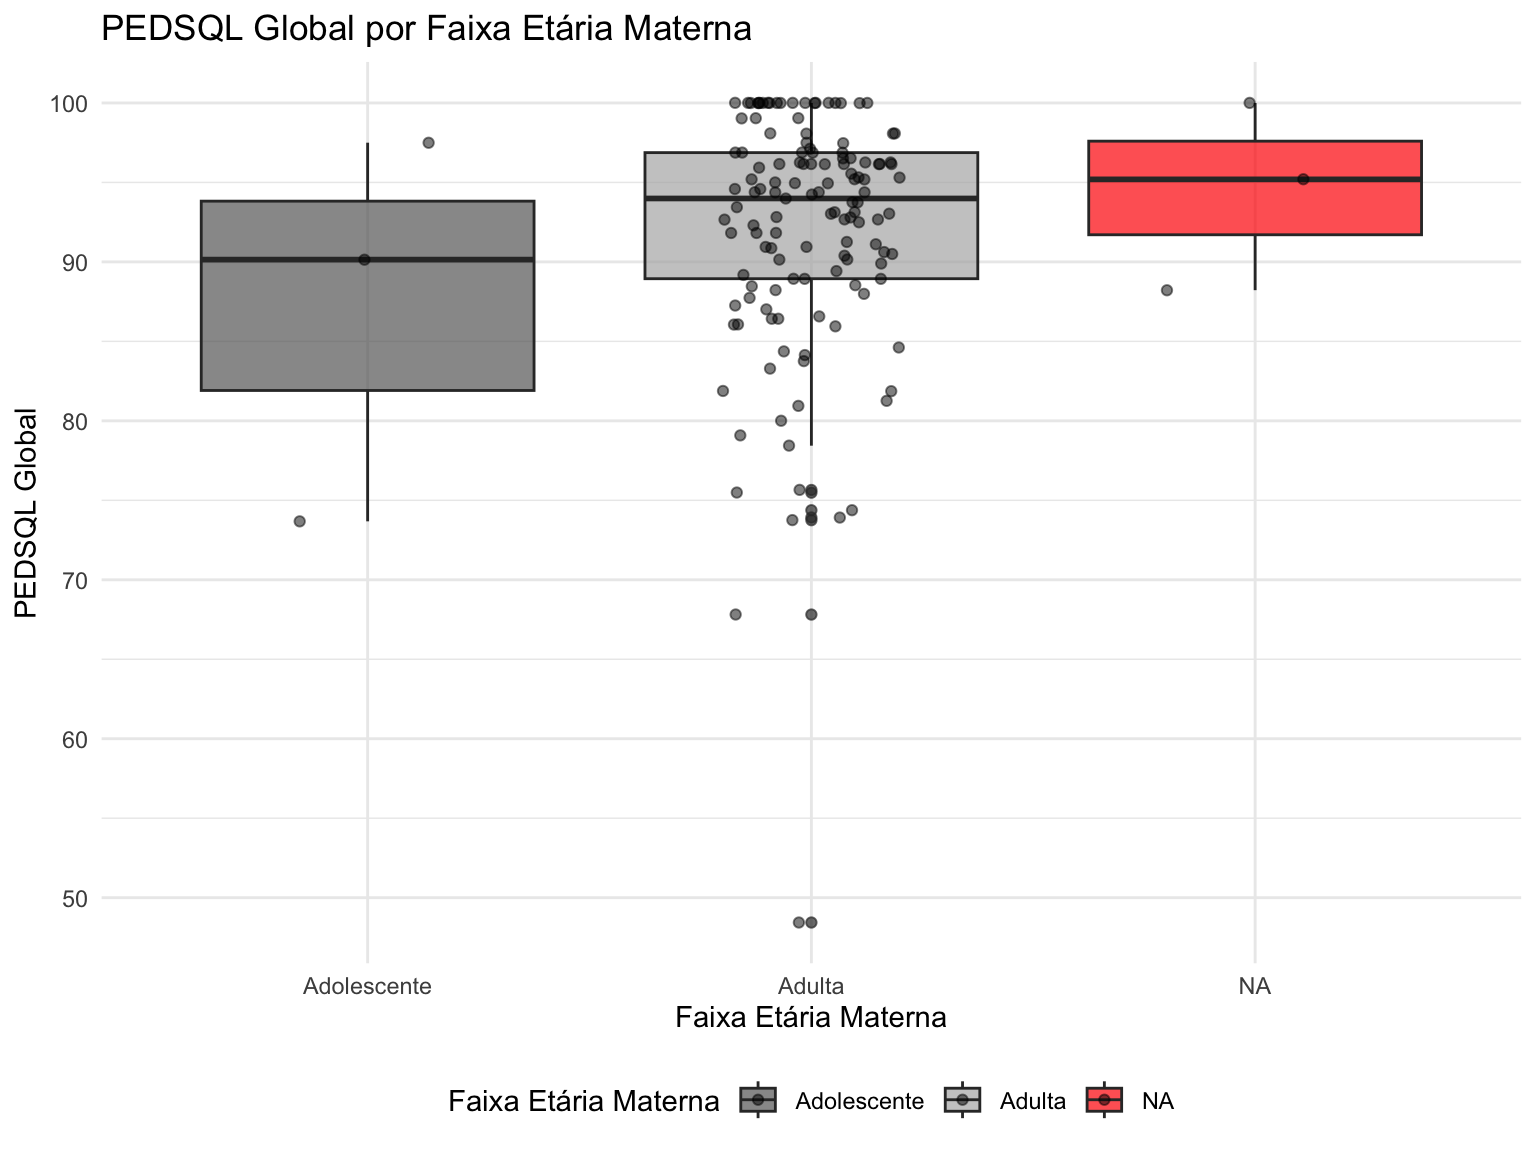 PEDSQL Global por Faixa Etária Materna
PEDSQL Global
100
90
80
70
60
50
Adolescente Adulta NA
Faixa Etária Materna
Faixa Etária Materna Adolescente Adulta NA